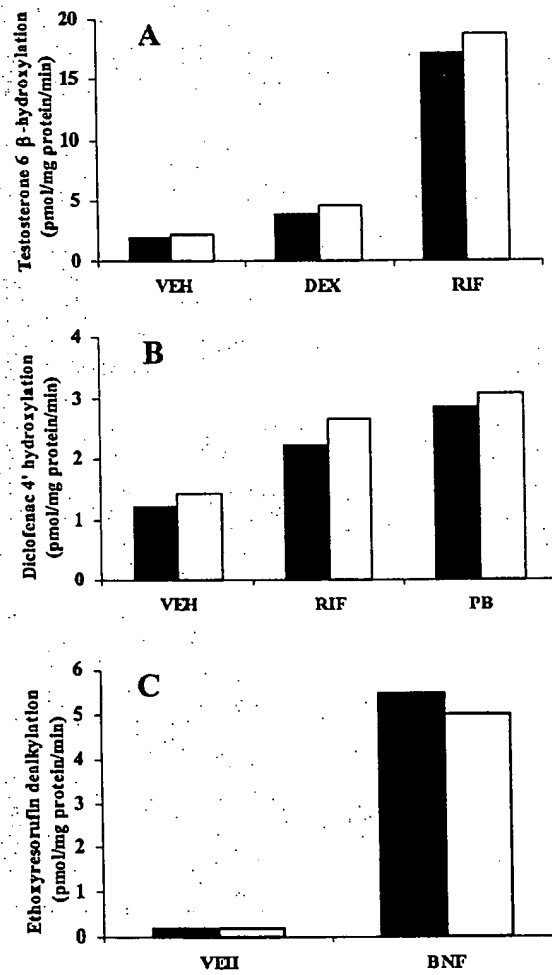 A
Testosterone 6 β-hydroxylation
(pmol/mg protein/min)
20
15
10
5
0
VEH DEX RIF
B
Diclofenac 4' hydroxylation
(pmol/mg protein/min)
4
3
2
1
0
VEH RIF PB
C
Ethoxyresorufin dealkylation
(pmol/mg protein/min)
6
5
4
3
2
1
0
VEH BNF